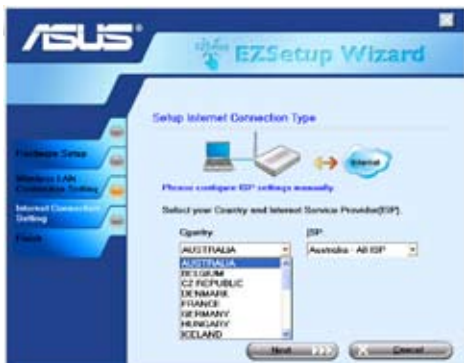 ASUS
EZSetup Wizard
Setup Internet Connection Type
Internet
Please configure ISP settings manually.
Select your Country and Internet Service Provider(ISP).
Hardware Setup
Wireless LAN
Connection Setting
Internet Connection
Setting
Finish
Country
ISP
AUSTRALIA
Australia - All ISP
AUSTRALIA
BELGIUM
CZ REPUBLIC
DENMARK
FRANCE
GERMANY
HUNGARY
ICELAND
Next
Cancel